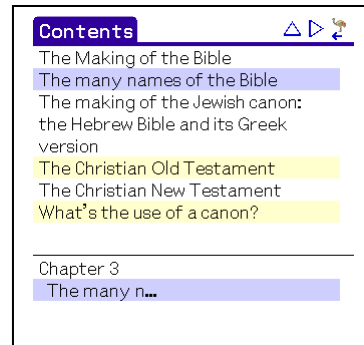 Contents
The Making of the Bible
The many names of the Bible
The making of the Jewish canon:
the Hebrew Bible and its Greek
version
The Christian Old Testament
The Christian New Testament
What's the use of a canon?
Chapter 3
The many n...